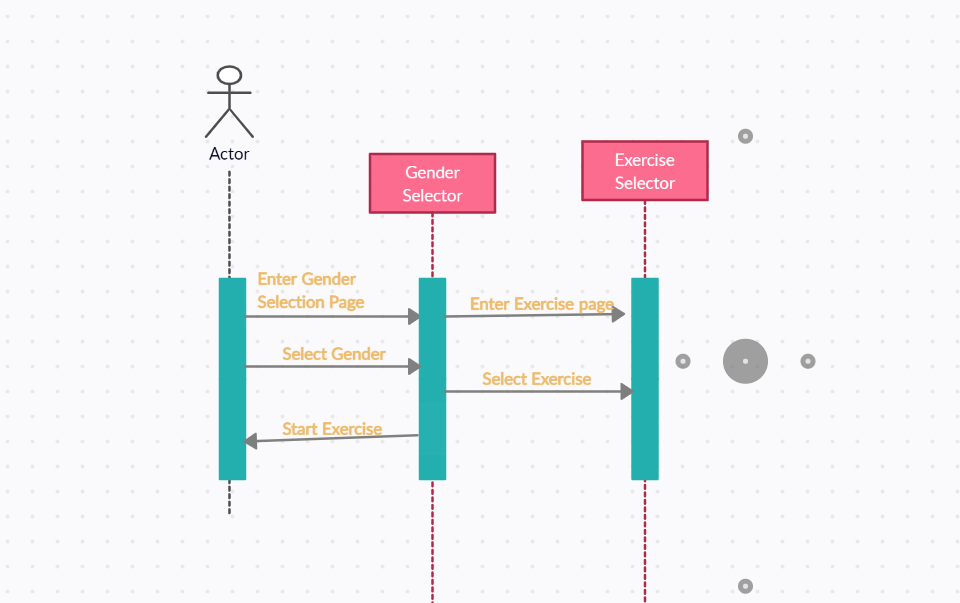 Actor
Gender
Selector
Exercise
Selector
Enter Gender
Selection Page
Enter Exercise page
Select Gender
Select Exercise
Start Exercise